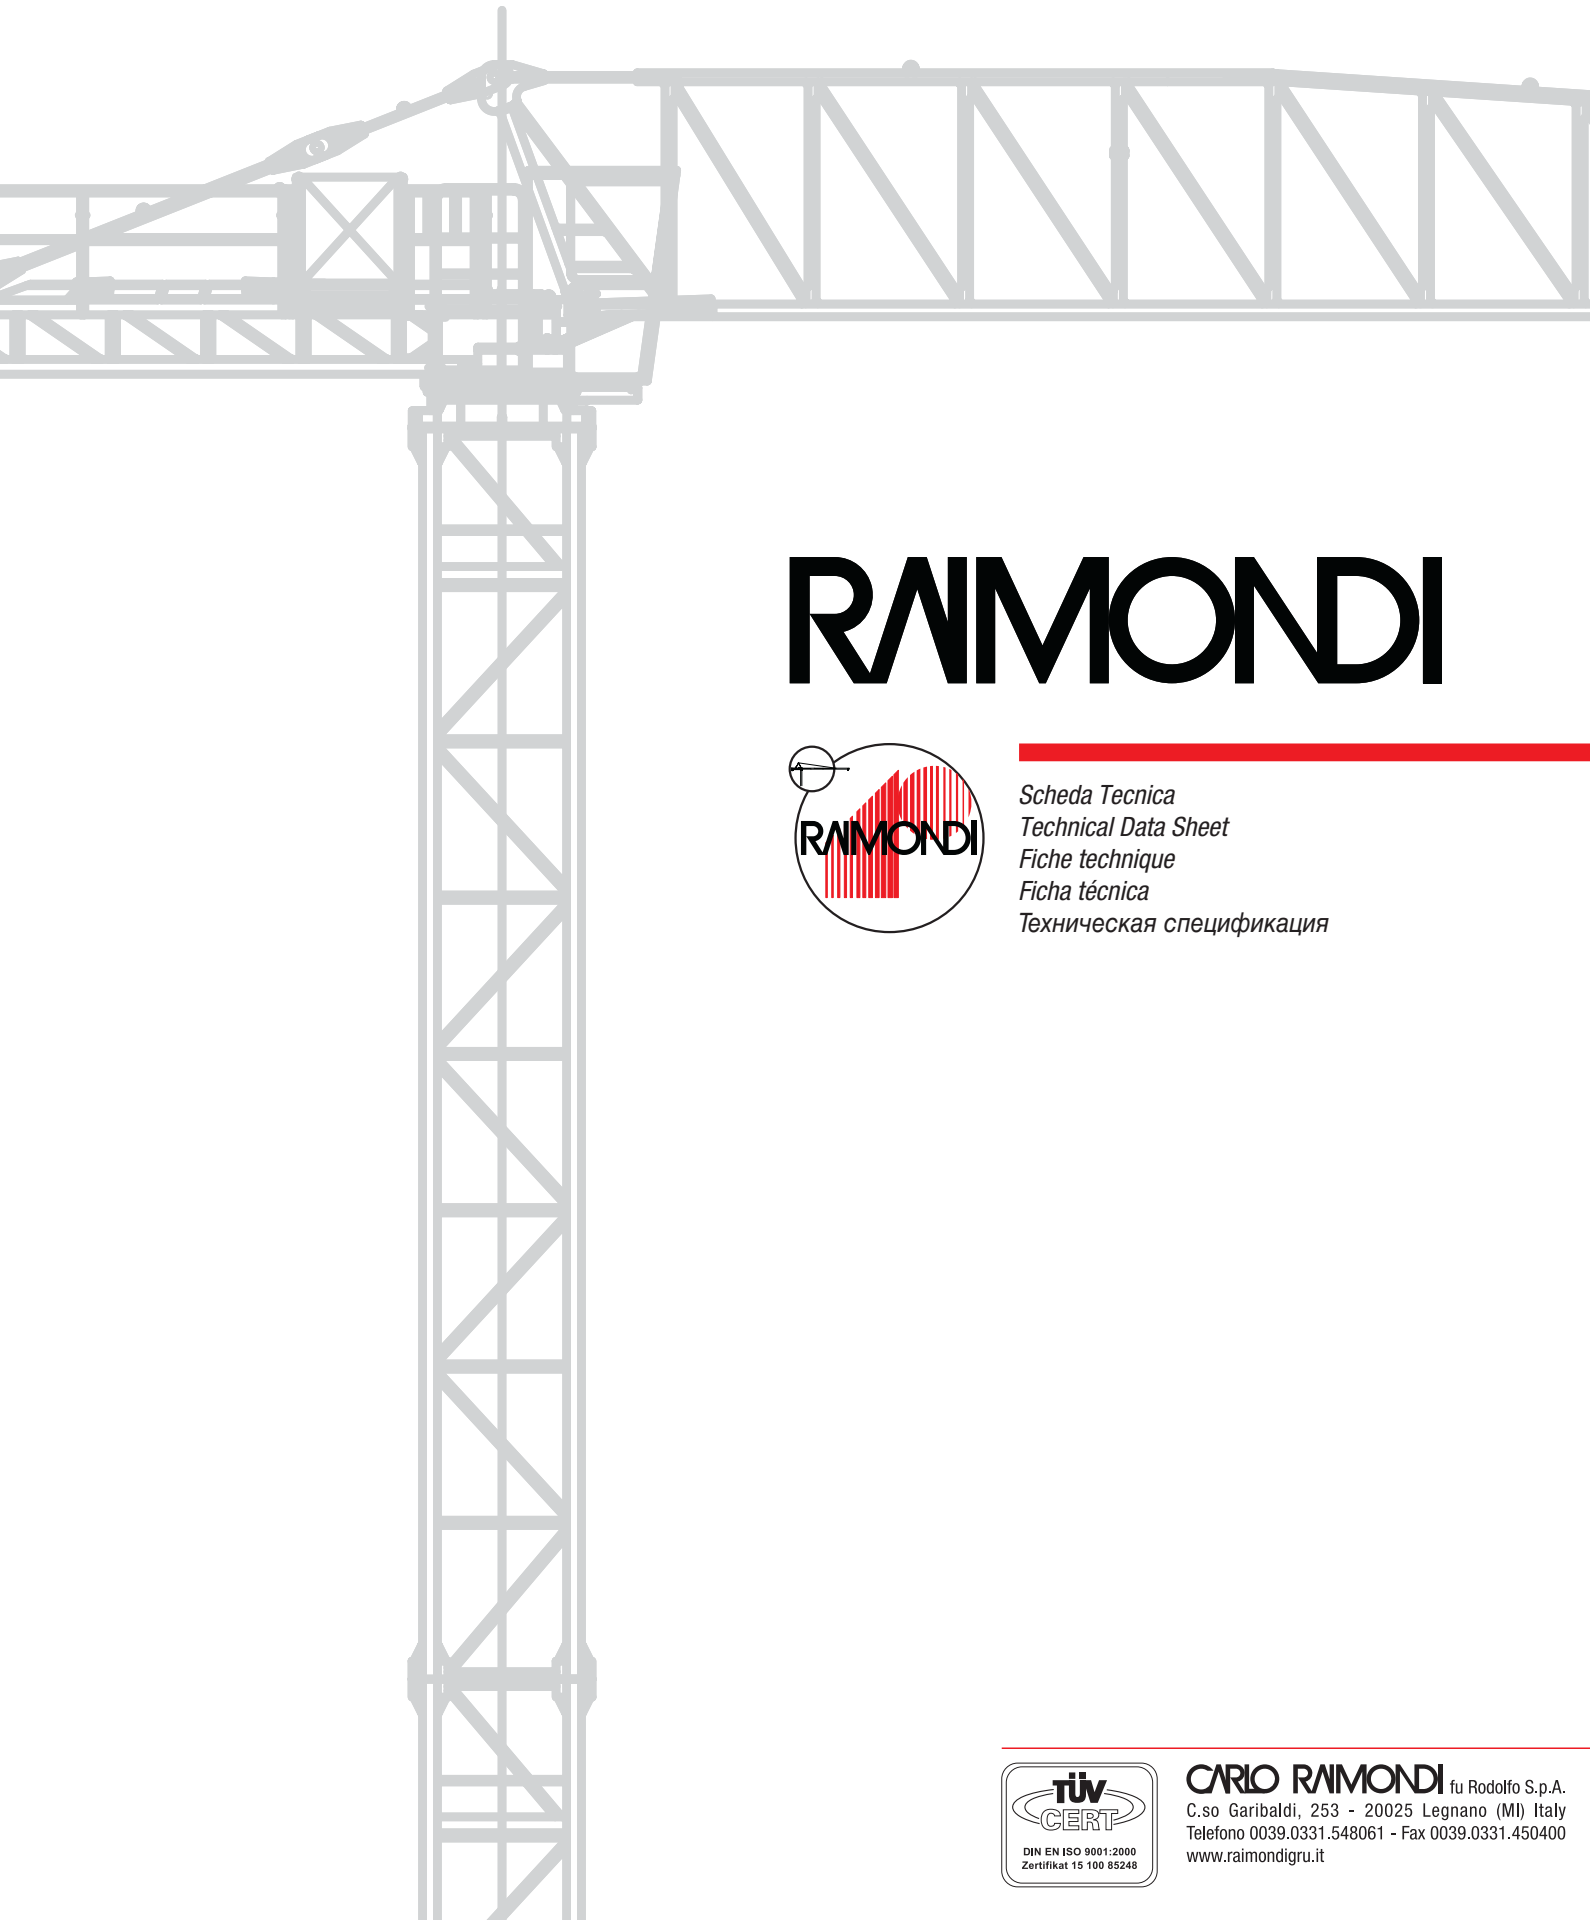 RAIMONDI
RAIMONDI
Scheda Tecnica
Technical Data Sheet
Fiche technique
Ficha técnica
Техническая спецификация
TÜV
CERT
DIN EN ISO 9001:2000
Zertifikat 15 100 85248
CARLO RAIMONDI fu Rodolfo S.p.A.
C.so Garibaldi, 253 - 20025 Legnano (MI) Italy
Telefono 0039.0331.548061 - Fax 0039.0331.450400
www.raimondigru.it